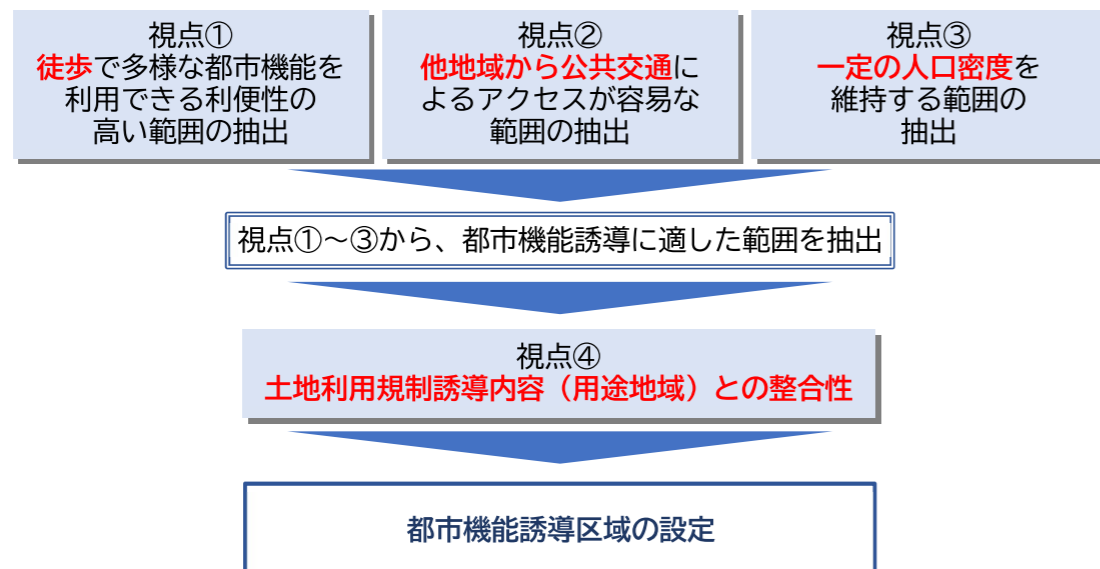 視点①
徒歩で多様な都市機能を
利用できる利便性の
高い範囲の抽出
視点②
他地域から公共交通に
よるアクセスが容易な
範囲の抽出
視点③
一定の人口密度を
維持する範囲の
抽出
視点①～③から、都市機能誘導に適した範囲を抽出
視点④
土地利用規制誘導内容（用途地域）との整合性
都市機能誘導区域の設定